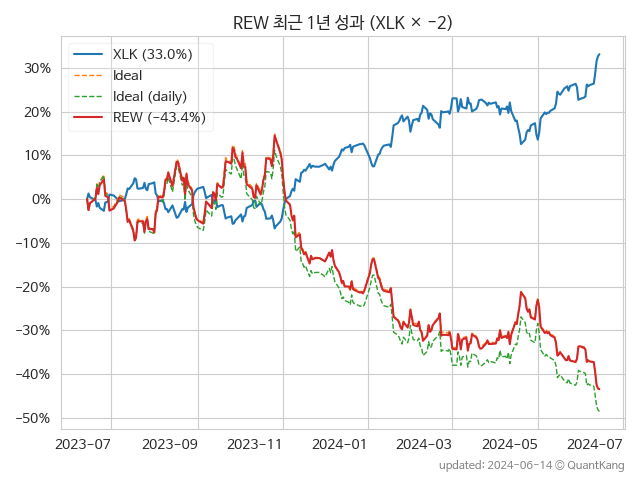 REW 최근 1년 성과 (XLK × −2)
XLK (33.0%)
Ideal
Ideal (daily)
REW (−43.4%)
30%
20%
10%
0%
−10%
−20%
−30%
−40%
−50%
2023−07 2023−09 2023−11 2024−01 2024−03 2024−05 2024−07
updated: 2024-06-14 © QuantKang